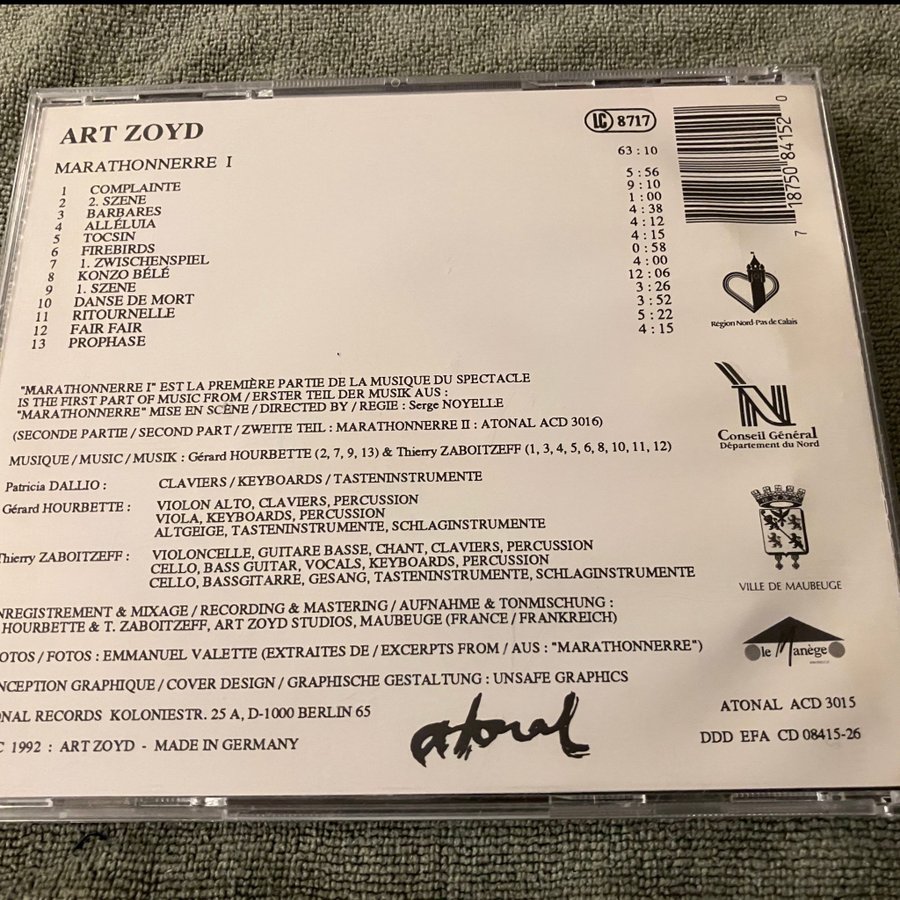 ART ZOYD
LC 8717
MARATHONNERRE I 63 : 10
1 COMPLAINTE 5 : 56
2 2. SZENE 9 : 10
3 BARBARES 1 : 00
4 ALLÉLUIA 4 : 38
5 TOCSIN 4 : 12
6 FIREBIRDS 4 : 15
7 1. ZWISCHENSPIEL 0 : 58
8 KONZO BÉLÉ 4 : 00
9 1. SZENE 12 : 06
10 DANSE DE MORT 3 : 26
11 RITOURNELLE 3 : 52
12 FAIR FAIR 5 : 22
13 PROPHASE 4 : 15
7 18750 84152 0
Région Nord-Pas de Calais
"MARATHONNERRE I" EST LA PREMIÈRE PARTIE DE LA MUSIQUE DU SPECTACLE
IS THE FIRST PART OF MUSIC FROM / ERSTER TEIL DER MUSIK AUS :
"MARATHONNERRE" MISE EN SCÈNE / DIRECTED BY / REGIE : Serge NOYELLE
(SECONDE PARTIE / SECOND PART / ZWEITE TEIL : MARATHONNERRE II : ATONAL ACD 3016)
MUSIQUE / MUSIC / MUSIK : Gérard HOURBETTE (2, 7, 9, 13) & Thierry ZABOITZEFF (1, 3, 4, 5, 6, 8, 10, 11, 12)
Conseil Général
Département du Nord
Patricia DALLIO : CLAVIERS / KEYBOARDS / TASTENINSTRUMENTE
Gérard HOURBETTE : VIOLON ALTO, CLAVIERS, PERCUSSION
VIOLA, KEYBOARDS, PERCUSSION
ALTGEIGE, TASTENINSTRUMENTE, SCHLAGINSTRUMENTE
Thierry ZABOITZEFF : VIOLONCELLE, GUITARE BASSE, CHANT, CLAVIERS, PERCUSSION
CELLO, BASS GUITAR, VOCALS, KEYBOARDS, PERCUSSION
CELLO, BASSGITARRE, GESANG, TASTENINSTRUMENTE, SCHLAGINSTRUMENTE
VILLE DE MAUBEUGE
NREGISTREMENT & MIXAGE / RECORDING & MASTERING / AUFNAHME & TONMISCHUNG :
HOURBETTE & T. ZABOITZEFF, ART ZOYD STUDIOS, MAUBEUGE (FRANCE / FRANKREICH)
OTOS / FOTOS : EMMANUEL VALETTE (EXTRAITES DE / EXCERPTS FROM / AUS : "MARATHONNERRE")
le Manège
NCEPTION GRAPHIQUE / COVER DESIGN / GRAPHISCHE GESTALTUNG : UNSAFE GRAPHICS
NAL RECORDS KOLONIESTR. 25 A, D-1000 BERLIN 65
C 1992 : ART ZOYD - MADE IN GERMANY
atonal
ATONAL ACD 3015
DDD EFA CD 08415-26